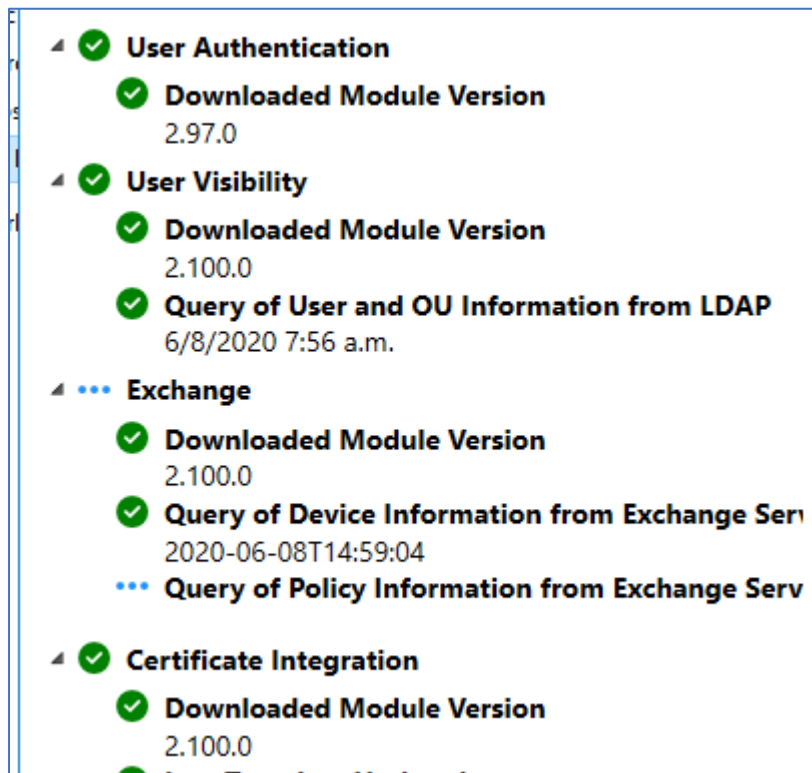 User Authentication
Downloaded Module Version
2.97.0
User Visibility
Downloaded Module Version
2.100.0
Query of User and OU Information from LDAP
6/8/2020 7:56 a.m.
Exchange
Downloaded Module Version
2.100.0
Query of Device Information from Exchange Serv
2020-06-08T14:59:04
Query of Policy Information from Exchange Serv
Certificate Integration
Downloaded Module Version
2.100.0